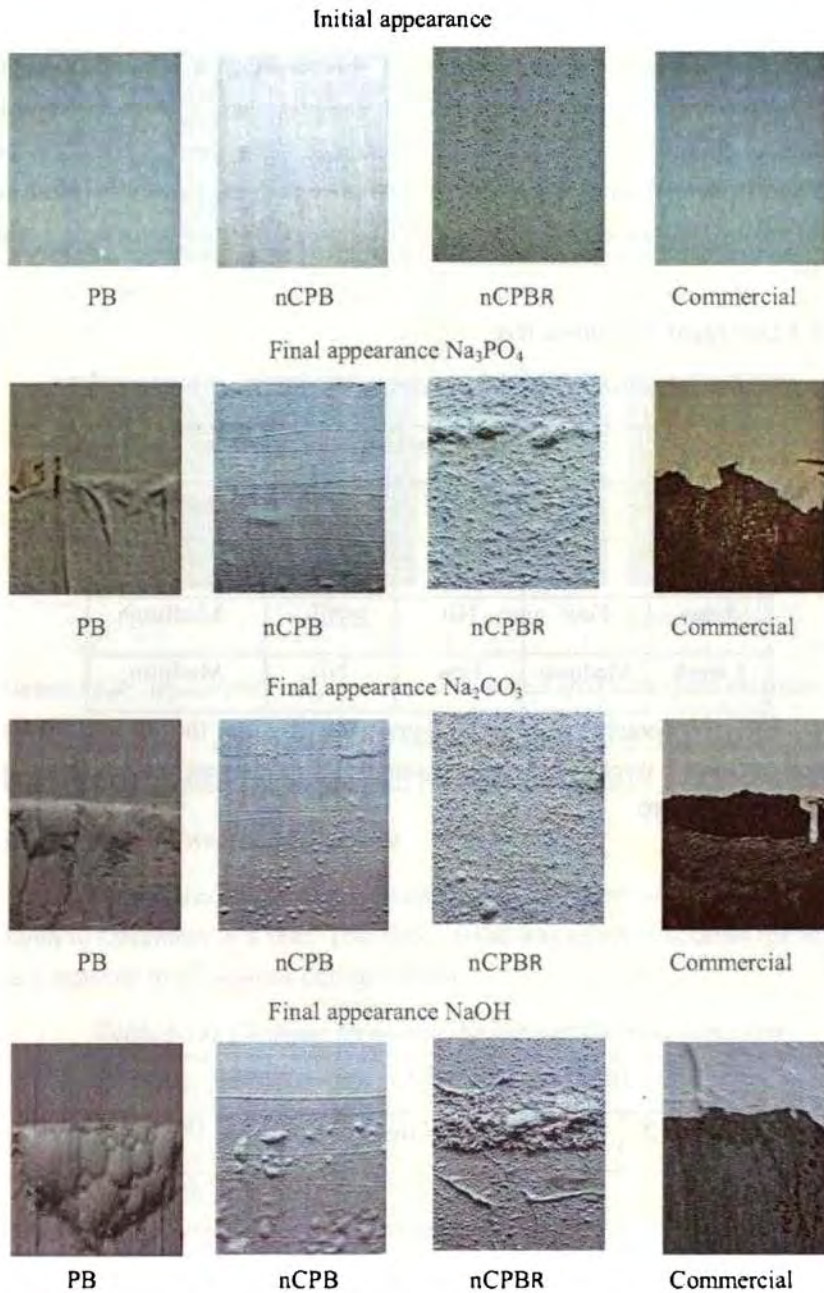 Initial appearance
PB nCPB nCPBR Commercial
Final appearance Na₃PO₄
PB nCPB nCPBR Commercial
Final appearance Na₂CO₃
PB nCPB nCPBR Commercial
Final appearance NaOH
PB nCPB nCPBR Commercial